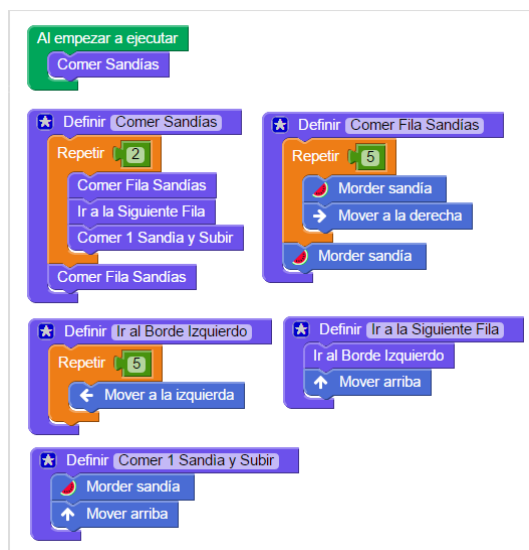 Al empezar a ejecutar
Comer Sandías
Definir Comer Sandías
Repetir 2
Comer Fila Sandías
Ir a la Siguiente Fila
Comer 1 Sandia y Subir
Comer Fila Sandías
Definir Comer Fila Sandías
Repetir 5
Morder sandía
Mover a la derecha
Morder sandía
Definir Ir al Borde Izquierdo
Repetir 5
Mover a la izquierda
Definir Ir a la Siguiente Fila
Ir al Borde Izquierdo
Mover arriba
Definir Comer 1 Sandia y Subir
Morder sandía
Mover arriba